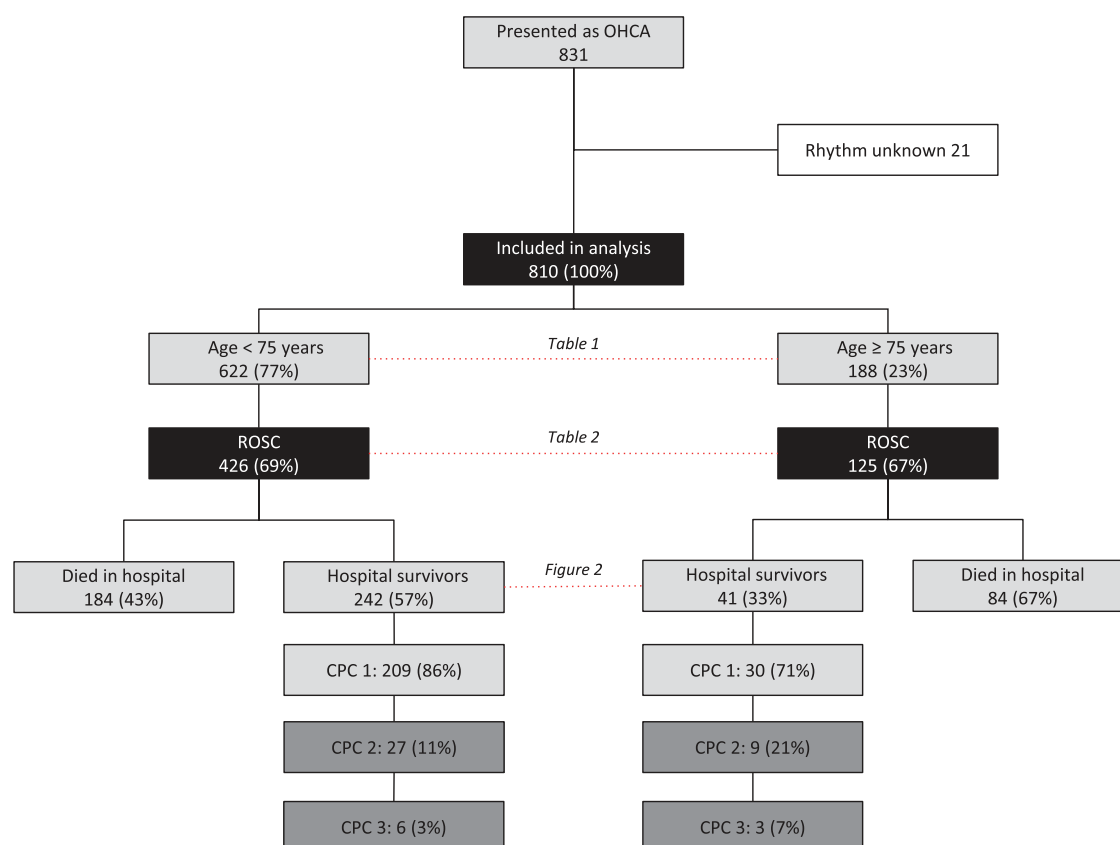 Presented as OHCA
831
Rhythm unknown 21
Included in analysis
810 (100%)
Age < 75 years
622 (77%)
Table 1
Age ≥ 75 years
188 (23%)
ROSC
426 (69%)
Table 2
ROSC
125 (67%)
Died in hospital
184 (43%)
Hospital survivors
242 (57%)
Figure 2
Hospital survivors
41 (33%)
Died in hospital
84 (67%)
CPC 1: 209 (86%)
CPC 1: 30 (71%)
CPC 2: 27 (11%)
CPC 2: 9 (21%)
CPC 3: 6 (3%)
CPC 3: 3 (7%)